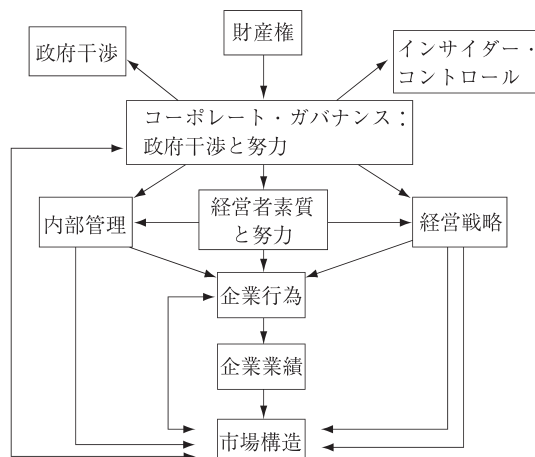 財産権
政府干渉
インサイダー・
コントロール
コーポレート・ガバナンス：
政府干渉と努力
内部管理
経営者素質
と努力
経営戦略
企業行為
企業業績
市場構造